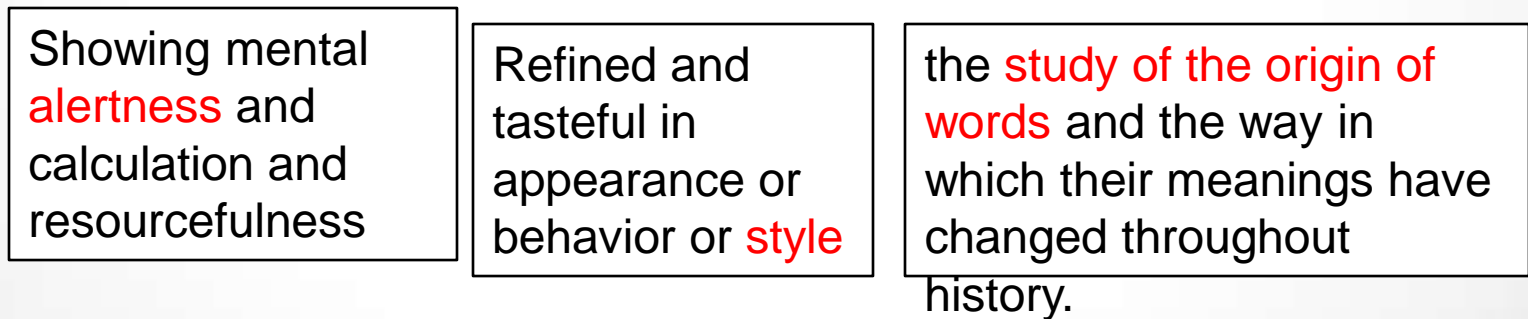 Showing mental
alertness and
calculation and
resourcefulness
Refined and
tasteful in
appearance or
behavior or style
the study of the origin of
words and the way in
which their meanings have
changed throughout
history.